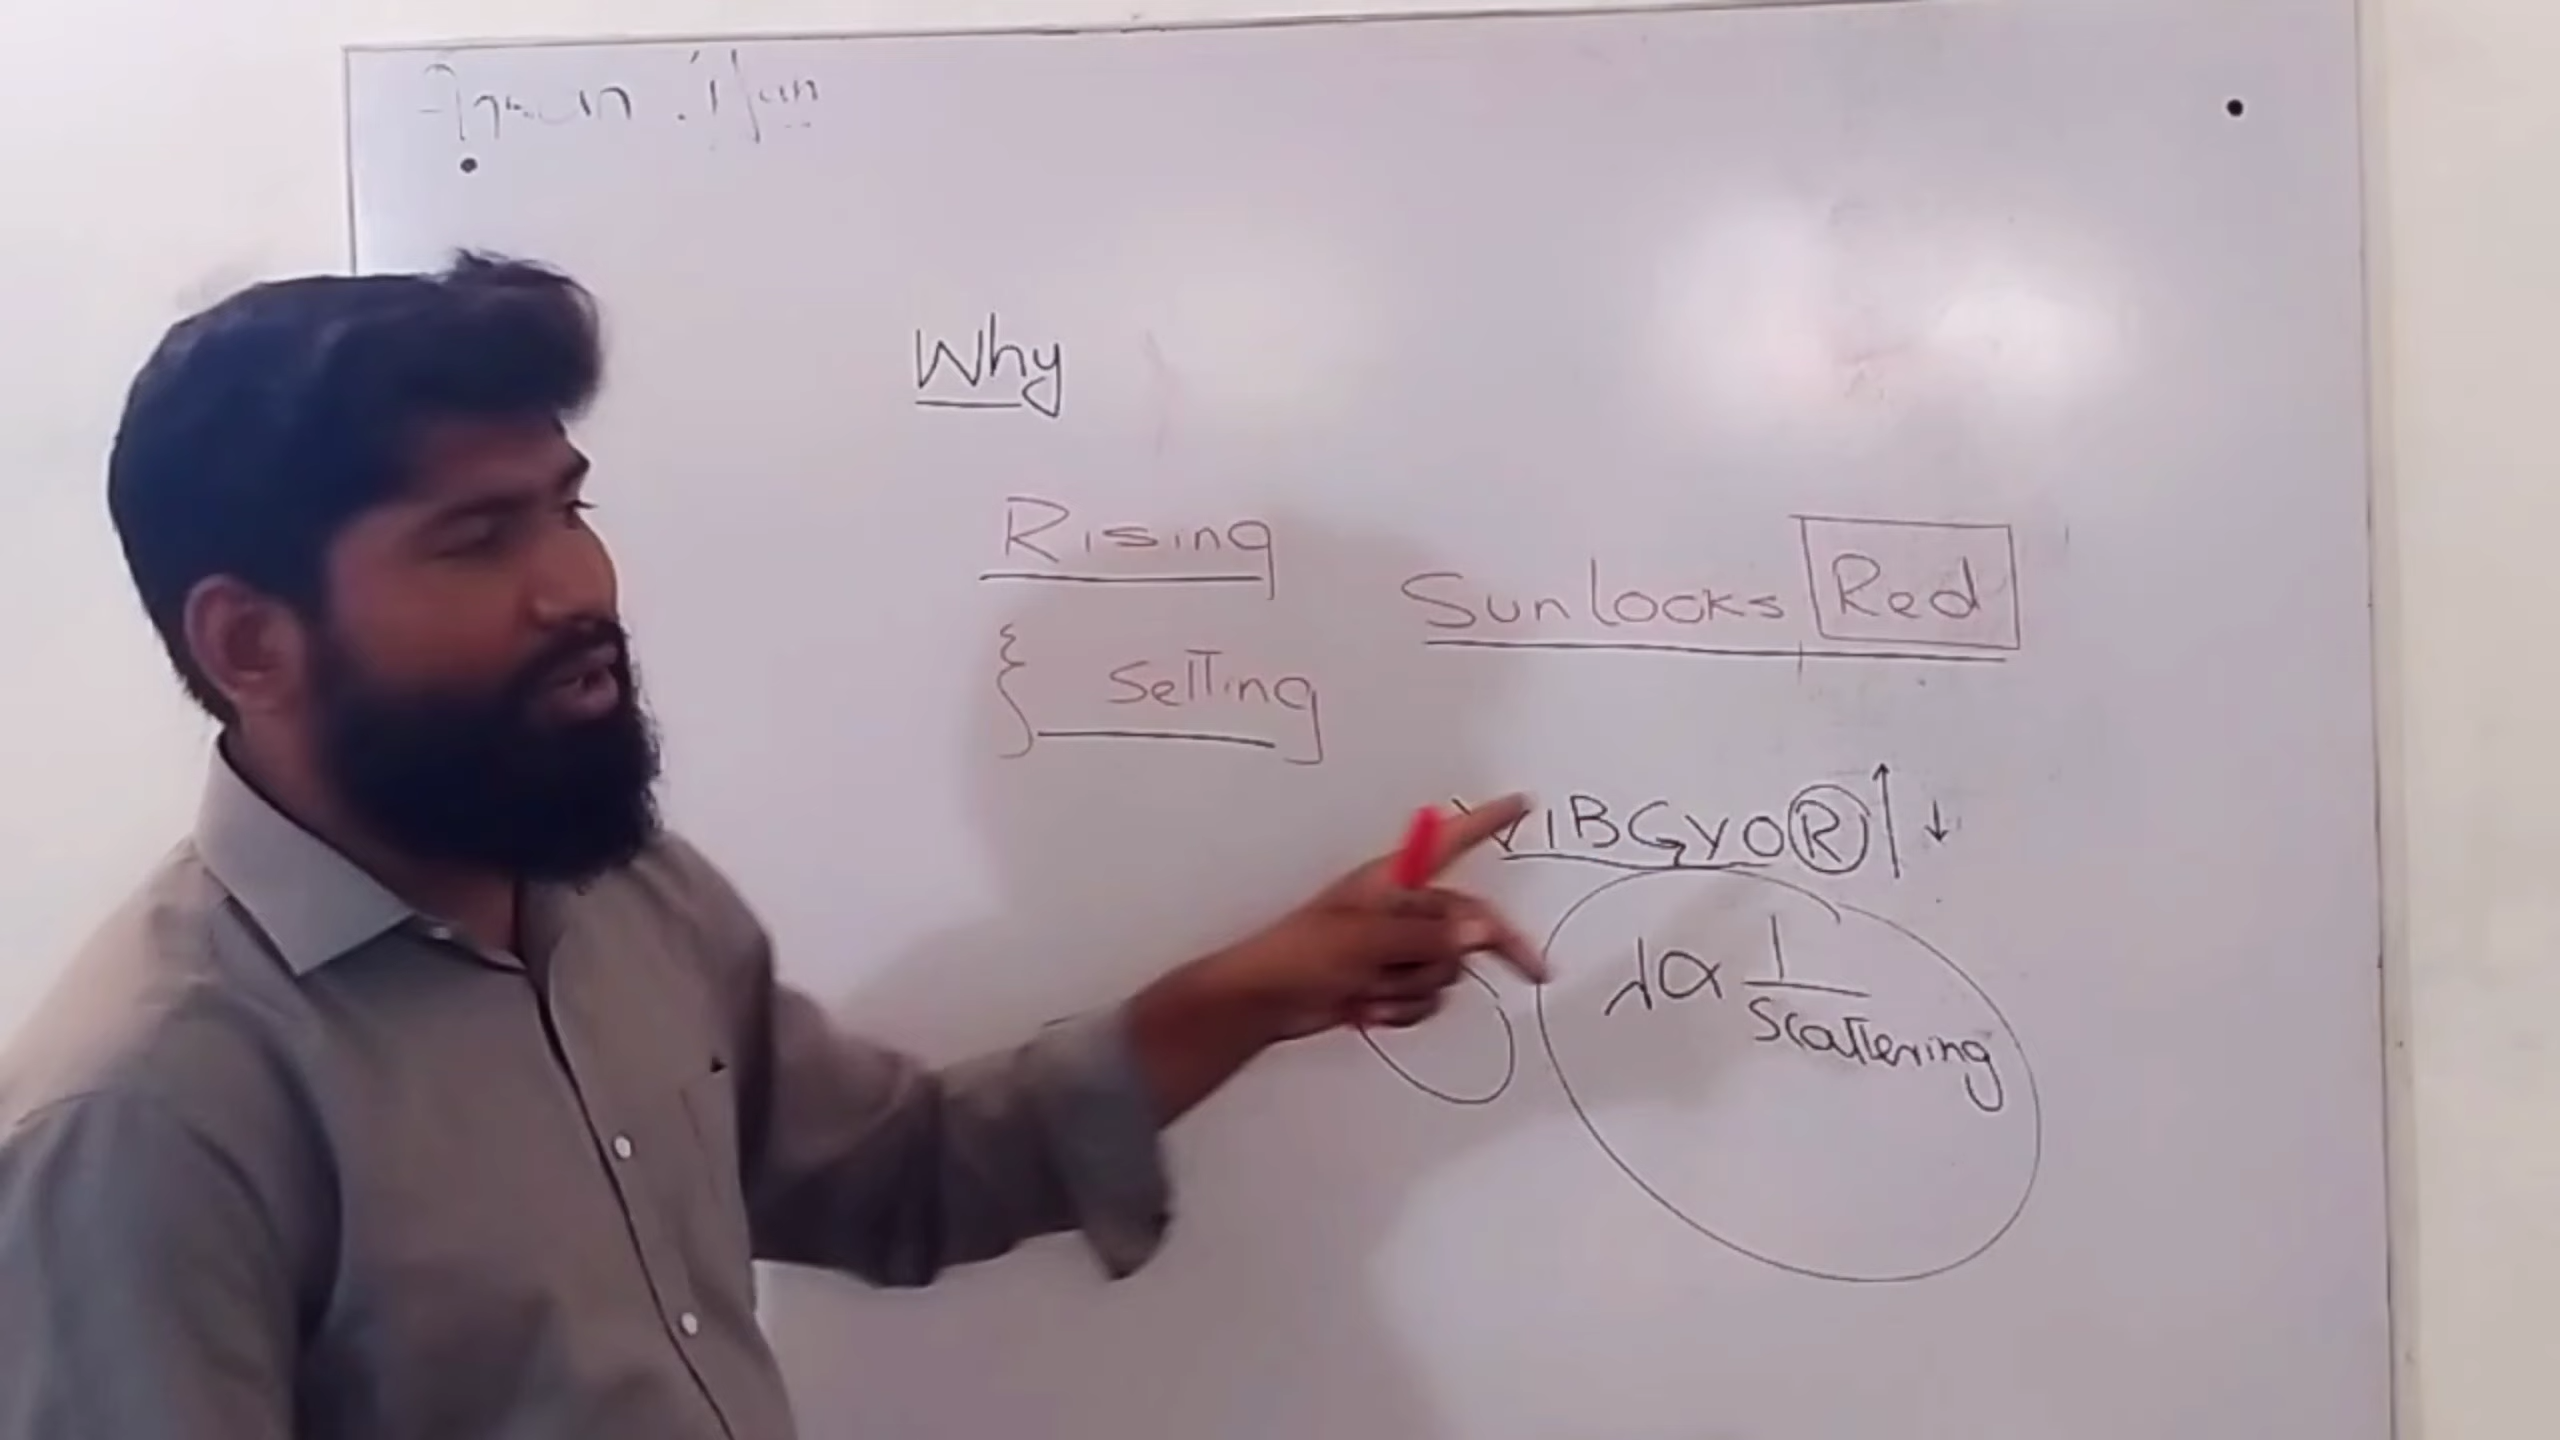 Why
Rising
Setting
Sun looks Red
VIBGYOR ↑ ↓
λ α 1/Scattering